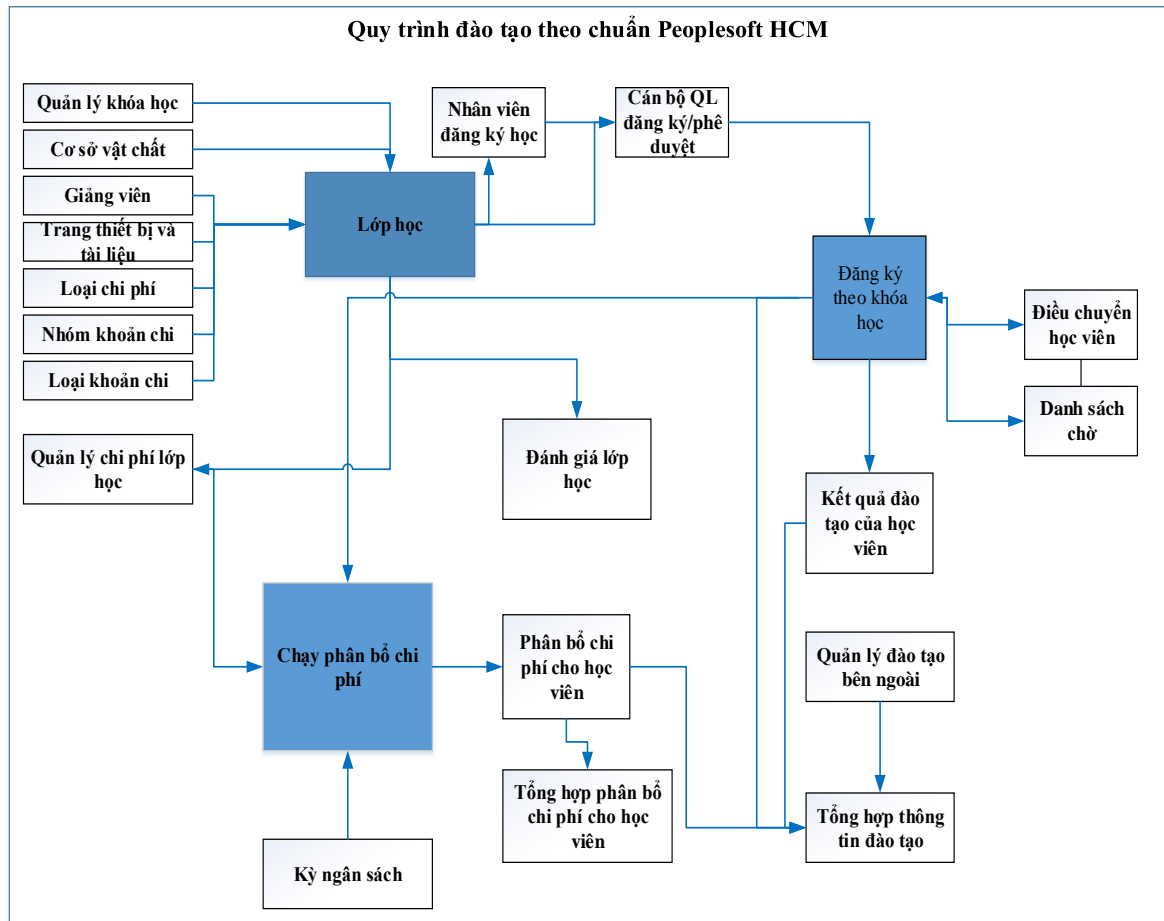 Quy trình đào tạo theo chuẩn Peoplesoft HCM
Quản lý khóa học
Cơ sở vật chất
Giảng viên
Trang thiết bị và
tài liệu
Loại chi phí
Nhóm khoản chi
Loại khoản chi
Lớp học
Nhân viên
đăng ký học
Cán bộ QL
đăng ký/phê
duyệt
Đăng ký
theo khóa
học
Điều chuyển
học viên
Danh sách
chờ
Quản lý chi phí lớp
học
Đánh giá lớp
học
Kết quả đào
tạo của học
viên
Chạy phân bổ chi
phí
Phân bổ chi
phí cho học
viên
Quản lý đào tạo
bên ngoài
Tổng hợp phân bổ
chi phí cho học
viên
Tổng hợp thông
tin đào tạo
Kỳ ngân sách